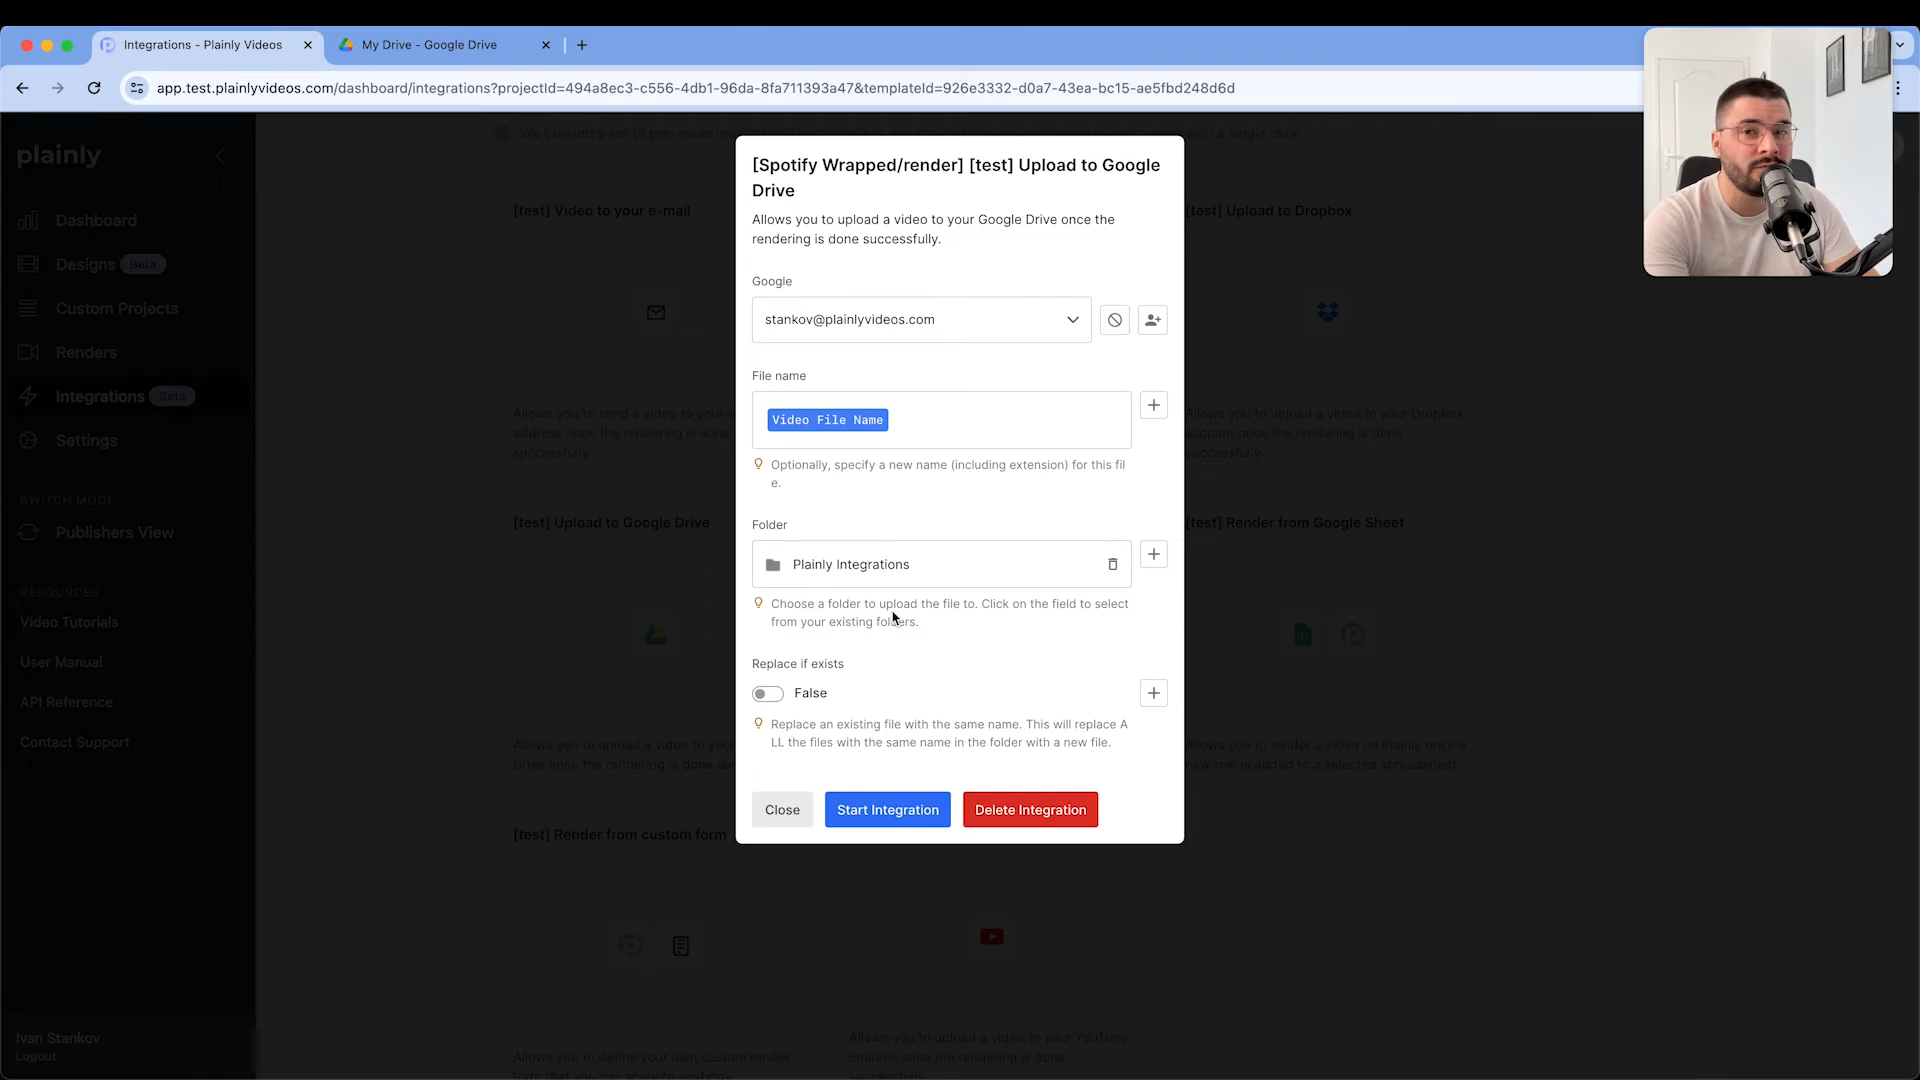 Integrations - Plainly Videos
My Drive - Google Drive
app.test.plainlyvideos.com/dashboard/integrations?projectId=494a8ec3-c556-4db1-96da-8fa711393a47&templateId=926e3332-d0a7-43ea-bc15-ae5fbd248d6d
plainly
Dashboard
Designs Beta
Custom Projects
Renders
Integrations Beta
Settings
SWITCH MODE
Publishers View
RESOURCES
Video Tutorials
User Manual
API Reference
Contact Support
Ivan Stankov
Logout
We created a set of pre-made
with a single click.
[test] Video to your e-mail
[test] Upload to Dropbox
Allows you to send a video to your
address once the rendering is done
successfully.
Allows you to upload a video to your Dropbox
account once the rendering is done
successfully.
[test] Upload to Google Drive
[test] Render from Google Sheet
Allows you to upload a video to your
Drive once the rendering is done
Allows you to render a video on Plainly once a
new row is added to a selected spreadsheet.
[test] Render from custom form
Allows you to define your own custom render
form that you can share to anybody.
Allows you to upload a video to your YouTube
channel once the rendering is done
successfully.
[Spotify Wrapped/render] [test] Upload to Google
Drive
Allows you to upload a video to your Google Drive once the
rendering is done successfully.
Google
stankov@plainlyvideos.com
File name
Video File Name
Optionally, specify a new name (including extension) for this fil
e.
Folder
Plainly Integrations
Choose a folder to upload the file to. Click on the field to select
from your existing folders.
Replace if exists
False
Replace an existing file with the same name. This will replace A
LL the files with the same name in the folder with a new file.
Close
Start Integration
Delete Integration